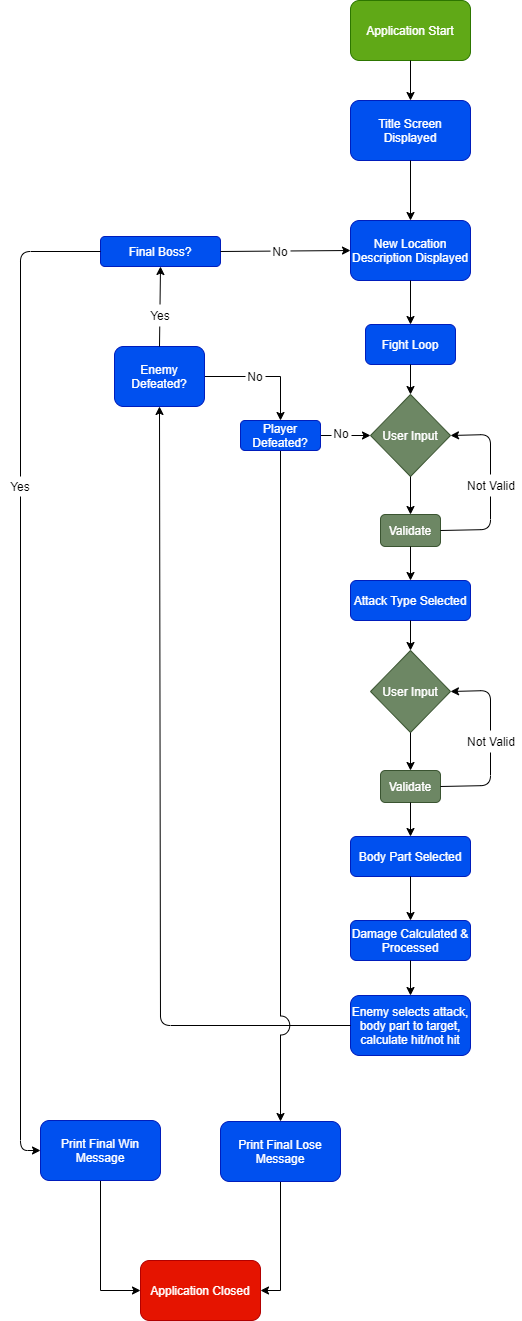 Application Start
Title Screen
Displayed
Final Boss?
No
New Location
Description Displayed
Yes
Fight Loop
Enemy
Defeated?
No
Player
Defeated?
No
User Input
Yes
Not Valid
Validate
Attack Type Selected
User Input
Not Valid
Validate
Body Part Selected
Damage Calculated &
Processed
Enemy selects attack,
body part to target,
calculate hit/not hit
Print Final Win
Message
Print Final Lose
Message
Application Closed